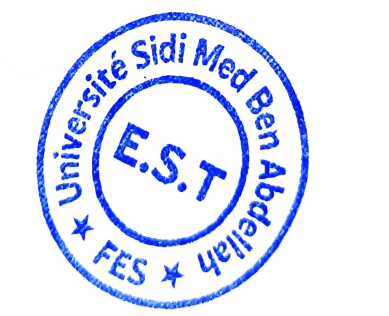 Université Sidi Med Ben Abdellah
★ FES ★
E.S.T